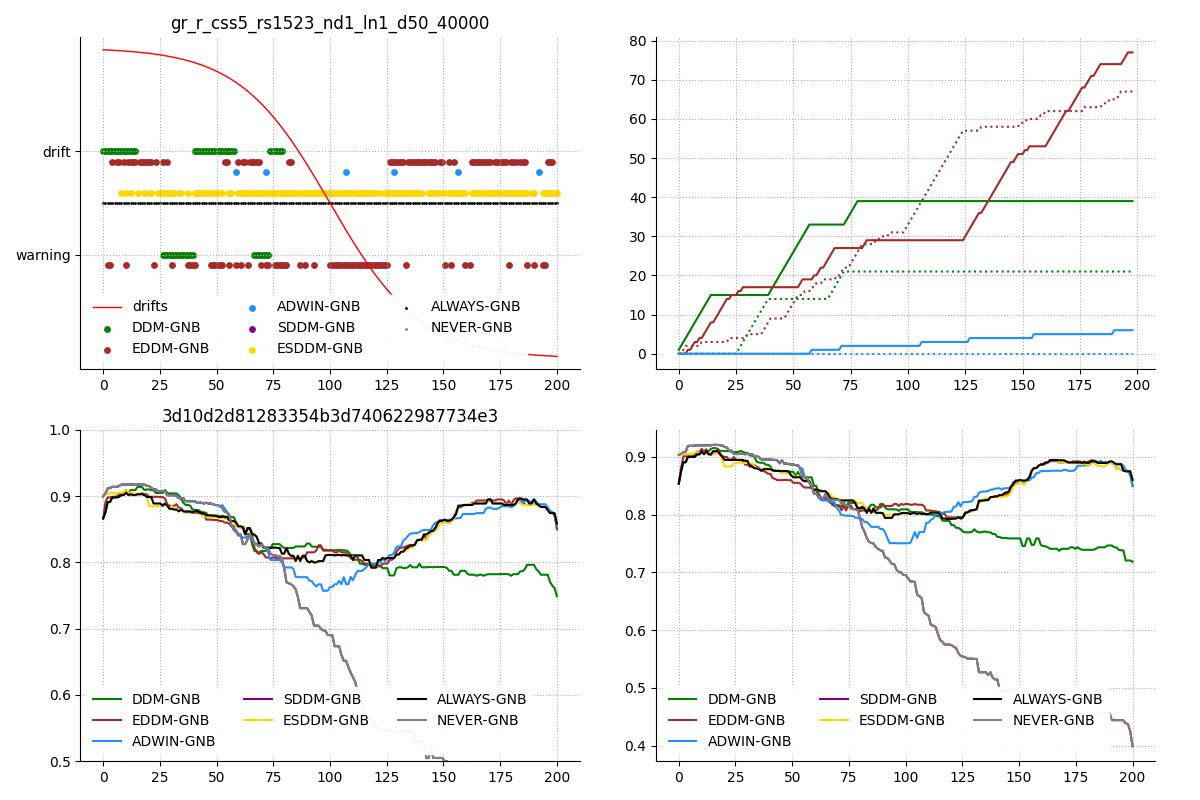 gr_r_css5_rs1523_nd1_ln1_d50_40000
drift
warning
drifts
DDM-GNB
EDDM-GNB
ADWIN-GNB
SDDM-GNB
ESDDM-GNB
ALWAYS-GNB
NEVER-GNB
0 25 50 75 100 125 150 175 200
80
70
60
50
40
30
20
10
0
0 25 50 75 100 125 150 175 200
3d10d2d81283354b3d740622987734e3
1.0
0.9
0.8
0.7
0.6
0.5
DDM-GNB
EDDM-GNB
ADWIN-GNB
SDDM-GNB
ESDDM-GNB
ALWAYS-GNB
NEVER-GNB
0 25 50 75 100 125 150 175 200
0.9
0.8
0.7
0.6
0.5
0.4
DDM-GNB
EDDM-GNB
ADWIN-GNB
SDDM-GNB
ESDDM-GNB
ALWAYS-GNB
NEVER-GNB
0 25 50 75 100 125 150 175 200